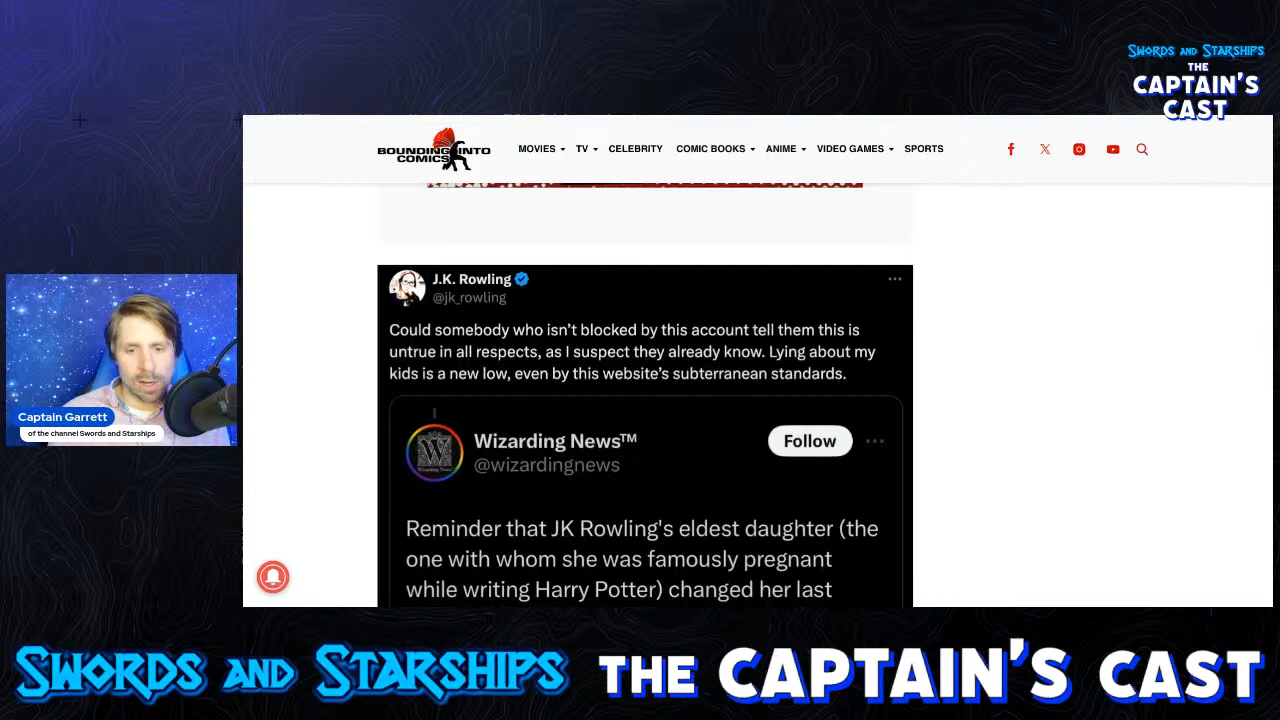 SWORDS AND STARSHIPS
THE
CAPTAIN'S
CAST
BOUNDING INTO
COMICS
MOVIES TV CELEBRITY COMIC BOOKS ANIME VIDEO GAMES SPORTS
J.K. Rowling
@jk_rowling
Could somebody who isn't blocked by this account tell them this is
untrue in all respects, as I suspect they already know. Lying about my
kids is a new low, even by this website's subterranean standards.
Wizarding News™
@wizardingnews
Follow
W
Wizarding News
Reminder that JK Rowling's eldest daughter (the
one with whom she was famously pregnant
while writing Harry Potter) changed her last
Captain Garrett
of the channel Swords and Starships
SWORDS AND STARSHIPS THE CAPTAIN'S CAST